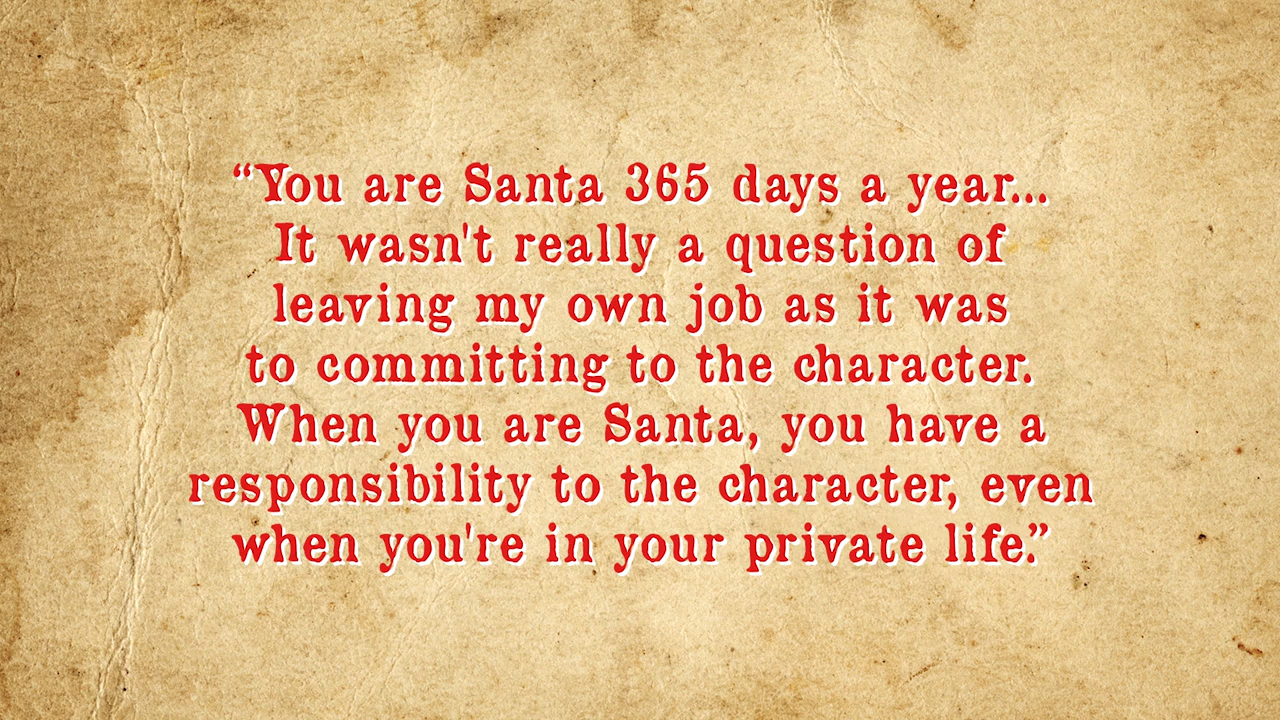 “You are Santa 365 days a year...
It wasn't really a question of
leaving my own job as it was
to committing to the character.
When you are Santa, you have a
responsibility to the character, even
when you're in your private life.”